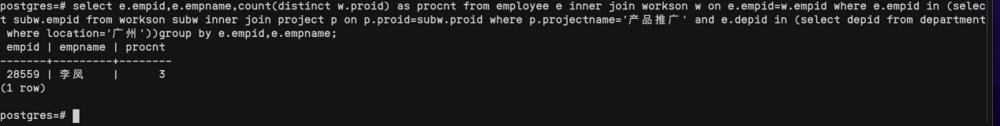 postgres=# select e.empid,e.empname,count(distinct w.proid) as procnt from employee e inner join workson w on e.empid=w.empid where e.empid in (selec
t subw.empid from workson subw inner join project p on p.proid=subw.proid where p.projectname='产品推广' and e.depid in (select depid from department
 where location='广州'))group by e.empid,e.empname;
 empid | empname | procnt
-------+---------+--------
 28559 | 李凤    |      3
(1 row)
postgres=#